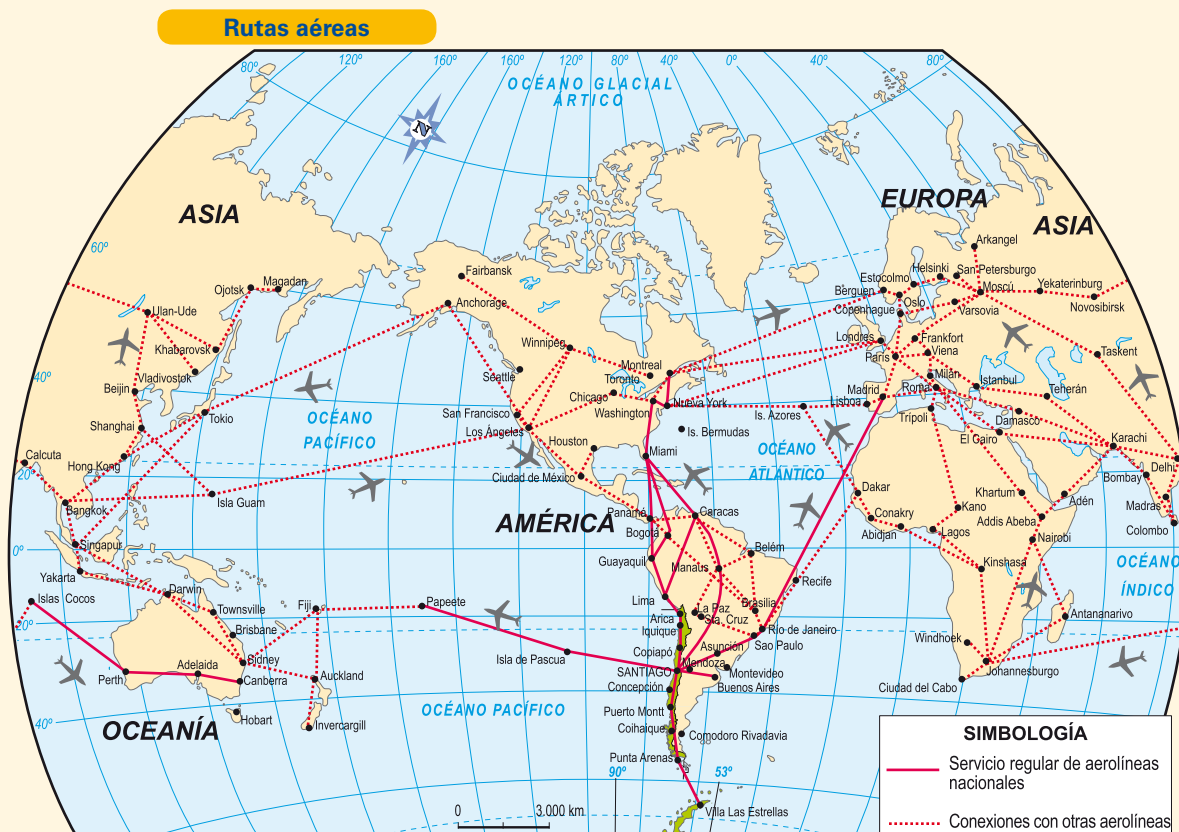 Rutas aéreas
80º
120º
160º
160º
120º
80º
40º
0º
40º
80º
OCÉANO GLACIAL
ÁRTICO
N
ASIA
EUROPA
ASIA
60º
Arkangel
Fairbansk
Helsinki
San Petersburgo
Estocolmo
Magadan
Ojotsk
Berguen
Moscú
Yekaterinburg
Oslo
Anchorage
Copenhague
Varsovia
Novosibirsk
Ulan-Ude
Khabarovsk
Winnipeg
Londres
Frankfort
Viena
París
Taskent
Montreal
Toronto
Vladivostok
Seattle
Milán
40º
Beijin
Chicago
Madrid
Roma
Istanbul
Teherán
Washington
Nueva York
Lisboa
Tokio
San Francisco
Is. Azores
Trípoli
Damasco
OCÉANO
PACÍFICO
Shanghai
Los Ángeles
Is. Bermudas
El Cairo
Karachi
Houston
OCÉANO
ATLÁNTICO
Calcuta
Hong Kong
Miami
Delhi
20º
Ciudad de México
Bombay
Dakar
Khartum
Adén
Isla Guam
Bangkok
Madras
Kano
Panamá
Caracas
AMÉRICA
Conakry
Addis Abeba
Colombo
Bogotá
Abidjan
Lagos
Nairobi
0º
Singapur
Belém
Guayaquil
Manaus
Kinshasa
OCÉANO
ÍNDICO
Yakarta
Recife
Darwin
Islas Cocos
Lima
Fiji
Papeete
Brasilia
Townsville
La Paz
Arica
Sta. Cruz
Antananarivo
20º
Brisbane
Iquique
Río de Janeiro
Windhoek
Sao Paulo
Copiapó
Asunción
Isla de Pascua
Sidney
Adelaida
Mendoza
SANTIAGO
Montevideo
Johannesburgo
Perth
Canberra
Auckland
Concepción
Buenos Aires
Ciudad del Cabo
OCÉANO PACÍFICO
Puerto Montt
Hobart
40º
OCEANÍA
Invercargill
Coihaique
Comodoro Rivadavia
Punta Arenas
90º
53º
0
3.000 km
Villa Las Estrellas
SIMBOLOGÍA
Servicio regular de aerolíneas
nacionales
Conexiones con otras aerolíneas